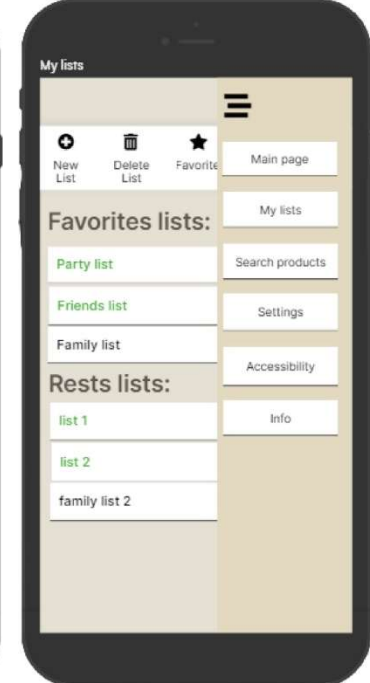 My lists
New
List
Delete
List
Favorite
Favorites lists:
Party list
Friends list
Family list
Rests lists:
list 1
list 2
family list 2
Main page
My lists
Search products
Settings
Accessibility
Info